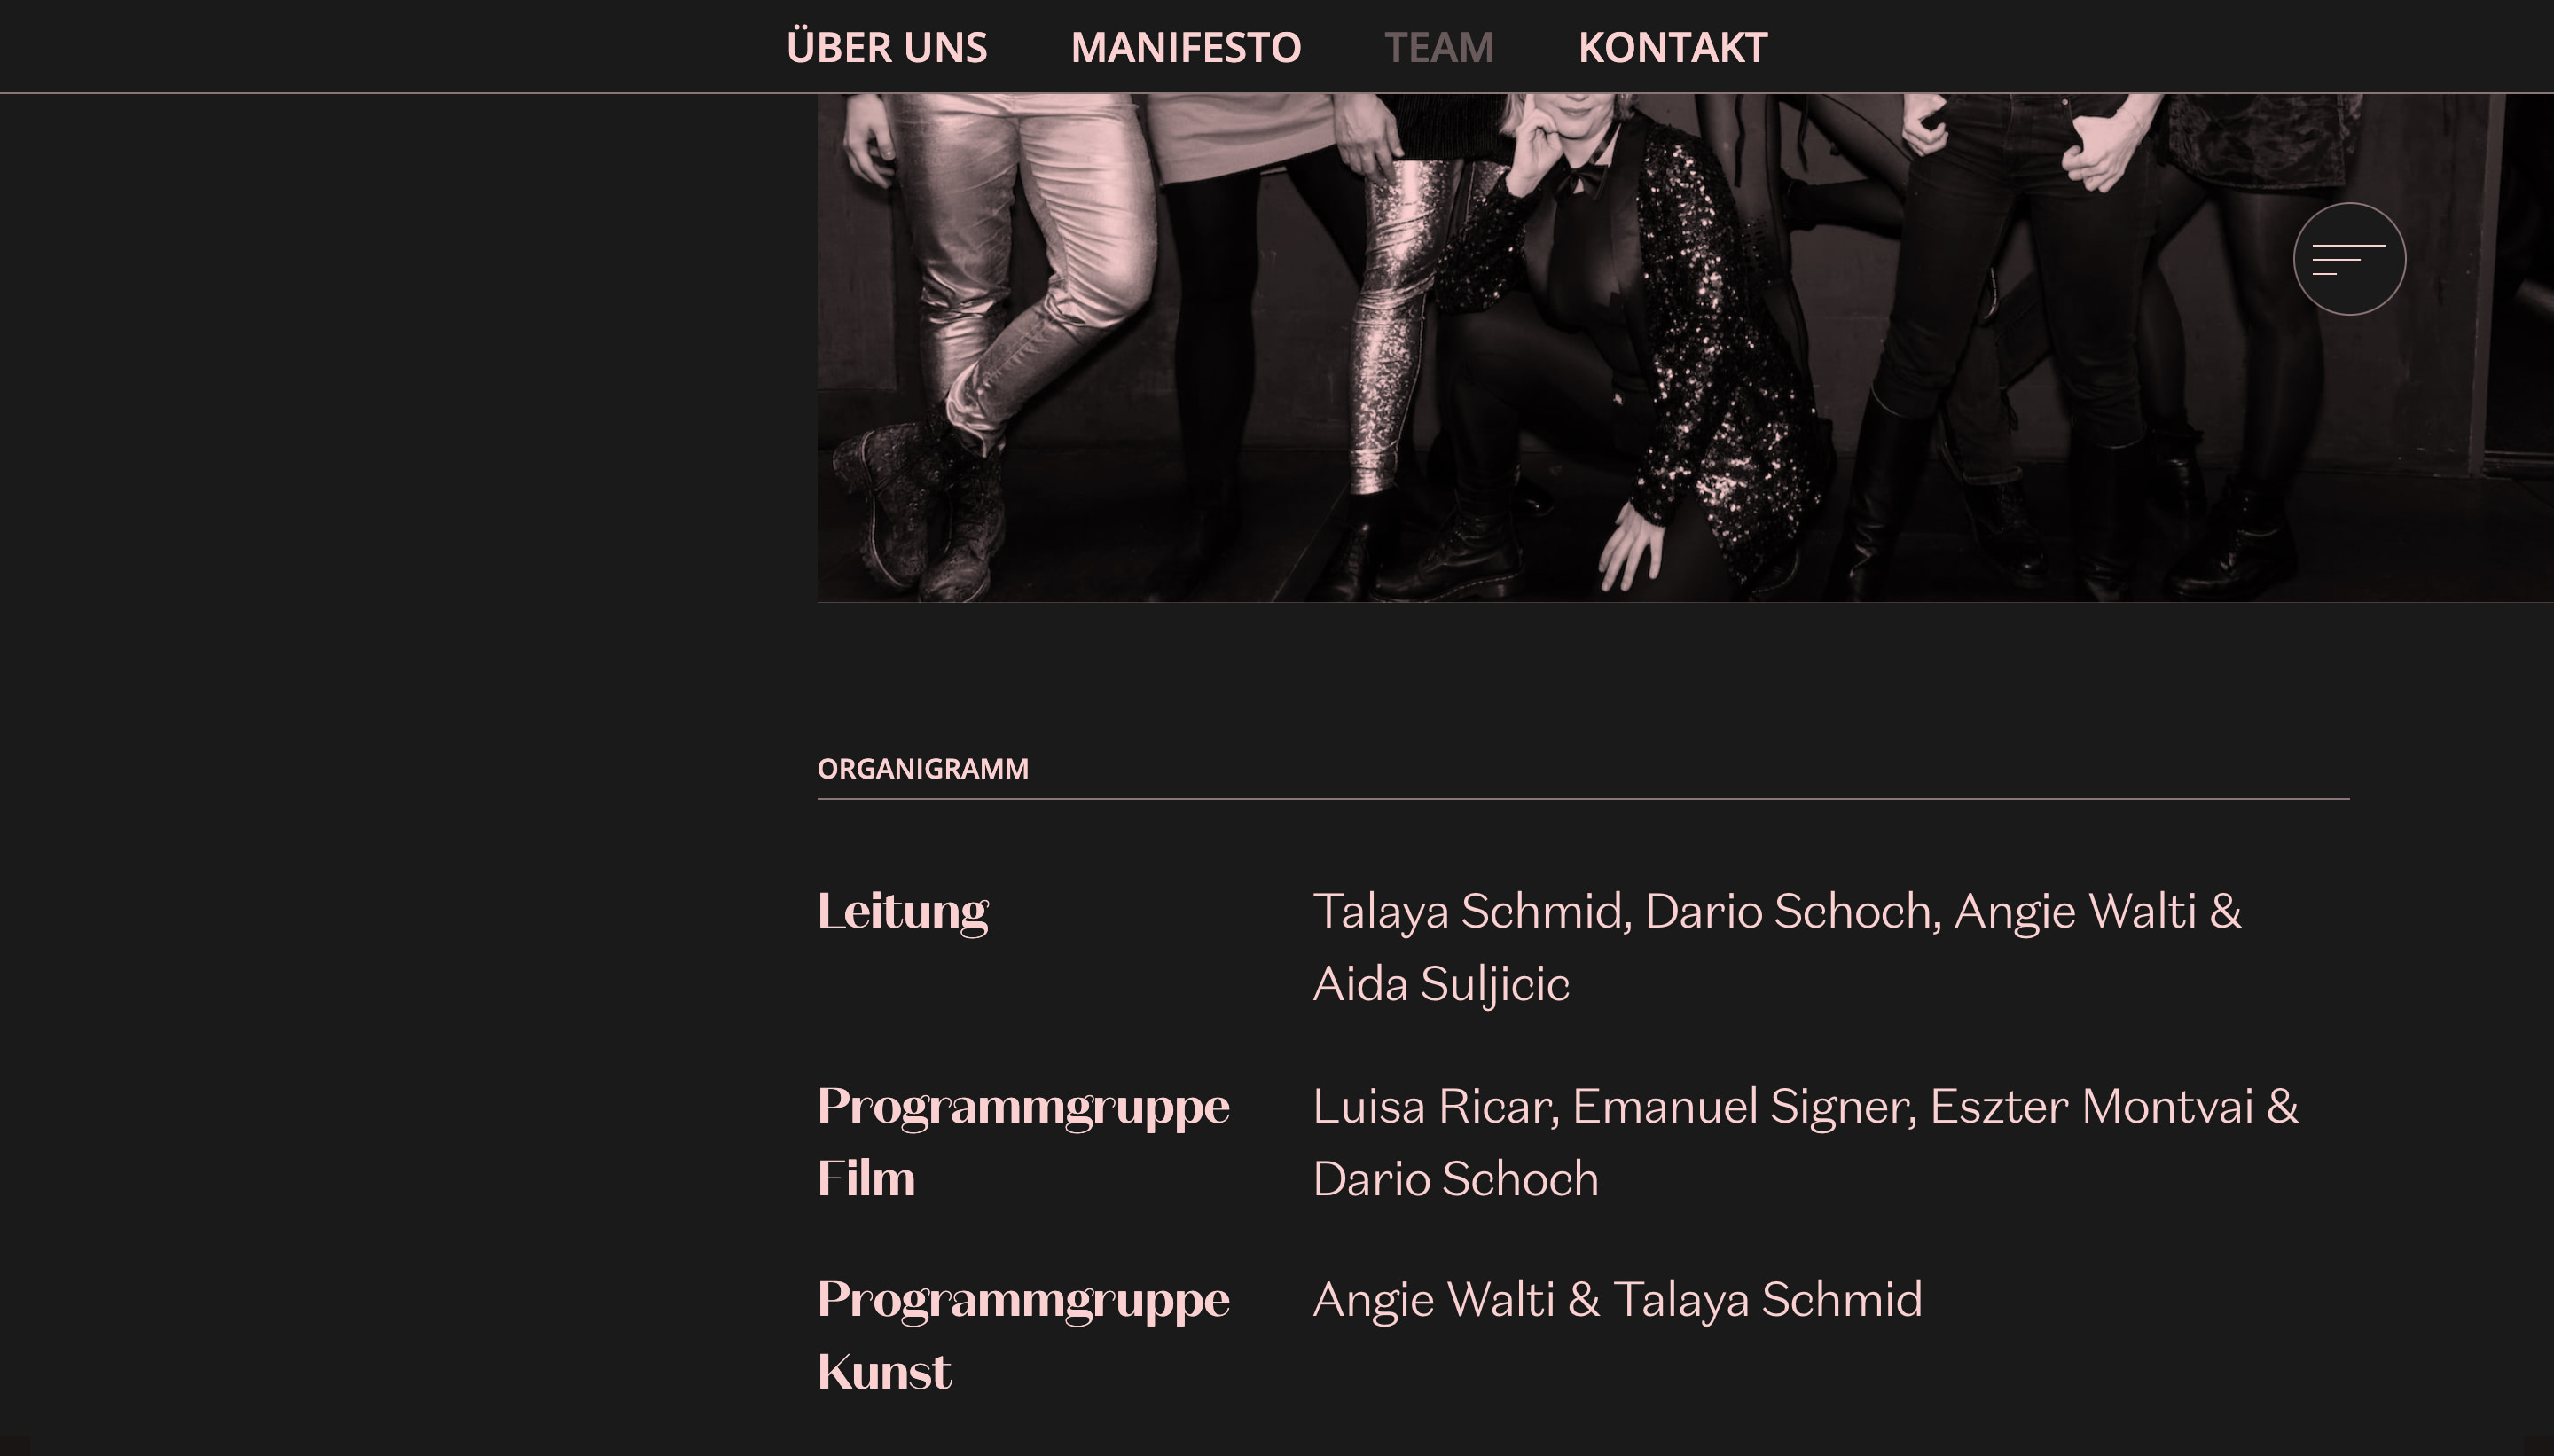 ÜBER UNS MANIFESTO TEAM KONTAKT
ORGANIGRAMM
Leitung
Talaya Schmid, Dario Schoch, Angie Walti &
Aida Suljicic
Programmgruppe
Film
Luisa Ricar, Emanuel Signer, Eszter Montvai &
Dario Schoch
Programmgruppe
Kunst
Angie Walti & Talaya Schmid